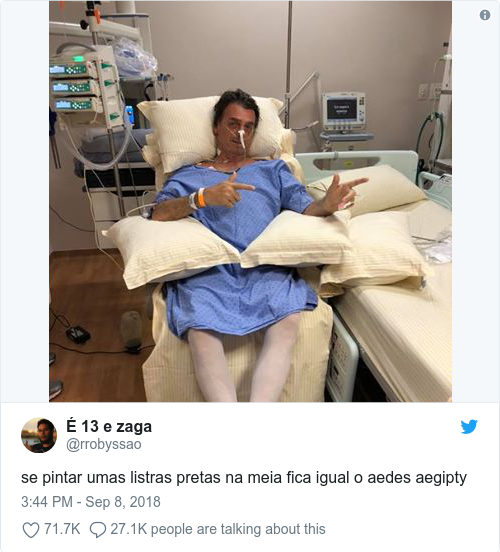 É 13 e zaga
@rrobyssao
se pintar umas listras pretas na meia fica igual o aedes aegipty
3:44 PM - Sep 8, 2018
71.7K 27.1K people are talking about this